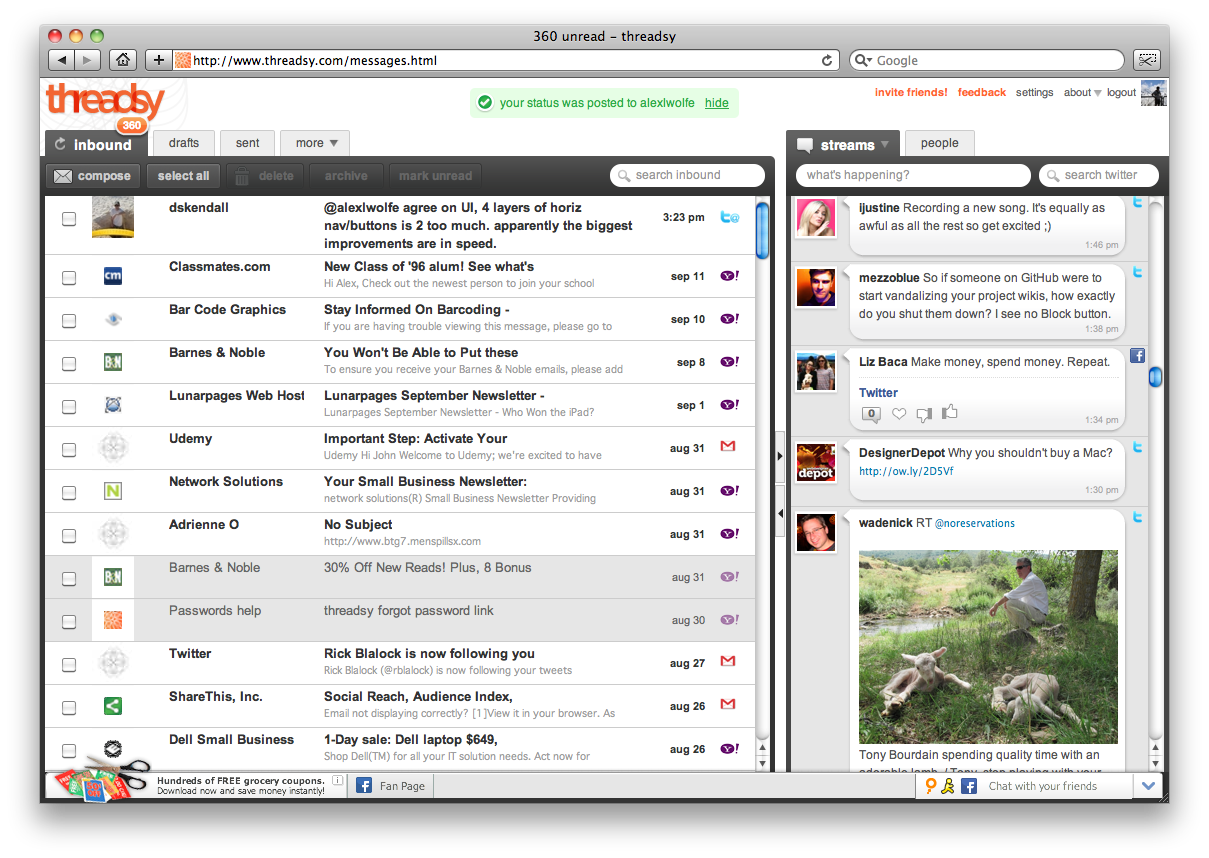 360 unread – threadsy
http://www.threadsy.com/messages.html
Google
threadsy
360
your status was posted to alexlwolfe hide
invite friends! feedback settings about logout
inbound drafts sent more
compose select all delete archive mark unread search inbound
dskendall
@alexlwolfe agree on UI, 4 layers of horiz
nav/buttons is 2 too much. apparently the biggest
improvements are in speed.
3:23 pm
Classmates.com New Class of '96 alum! See what's sep 11
Hi Alex, Check out the newest person to join your school
Bar Code Graphics Stay Informed On Barcoding - sep 10
If you are having trouble viewing this message, please go to
Barnes & Noble You Won't Be Able to Put these sep 8
To ensure you receive your Barnes & Noble emails, please add
Lunarpages Web Host Lunarpages September Newsletter - sep 1
Lunarpages September Newsletter - Who Won the iPad?
Udemy Important Step: Activate Your aug 31
Udemy Hi John Welcome to Udemy; we're excited to have
Network Solutions Your Small Business Newsletter: aug 31
network solutions(R) Small Business Newsletter Providing
Adrienne O No Subject aug 31
http://www.btg7.menspillsx.com
Barnes & Noble 30% Off New Reads! Plus, 8 Bonus aug 31
Passwords help threadsy forgot password link aug 30
Twitter Rick Blalock is now following you aug 27
Rick Blalock (@rblalock) is now following your tweets
ShareThis, Inc. Social Reach, Audience Index, aug 26
Email not displaying correctly? [1]View it in your browser. As
Dell Small Business 1-Day sale: Dell laptop $649, aug 26
Shop Dell(TM) for all your IT solution needs. Act now for
streams people
what's happening? search twitter
ijustine Recording a new song. It's equally as
awful as all the rest so get excited ;)
1:46 pm
mezzoblue So if someone on GitHub were to
start vandalizing your project wikis, how exactly
do you shut them down? I see no Block button.
1:38 pm
Liz Baca Make money, spend money. Repeat.
Twitter
0
1:34 pm
DesignerDepot Why you shouldn't buy a Mac?
http://ow.ly/2D5Vf
1:30 pm
depot
wadenick RT @noreservations
Tony Bourdain spending quality time with an
adorable lamb. / Tony, stop playing with your
Hundreds of FREE grocery coupons.
Download now and save money instantly!
Fan Page
Chat with your friends